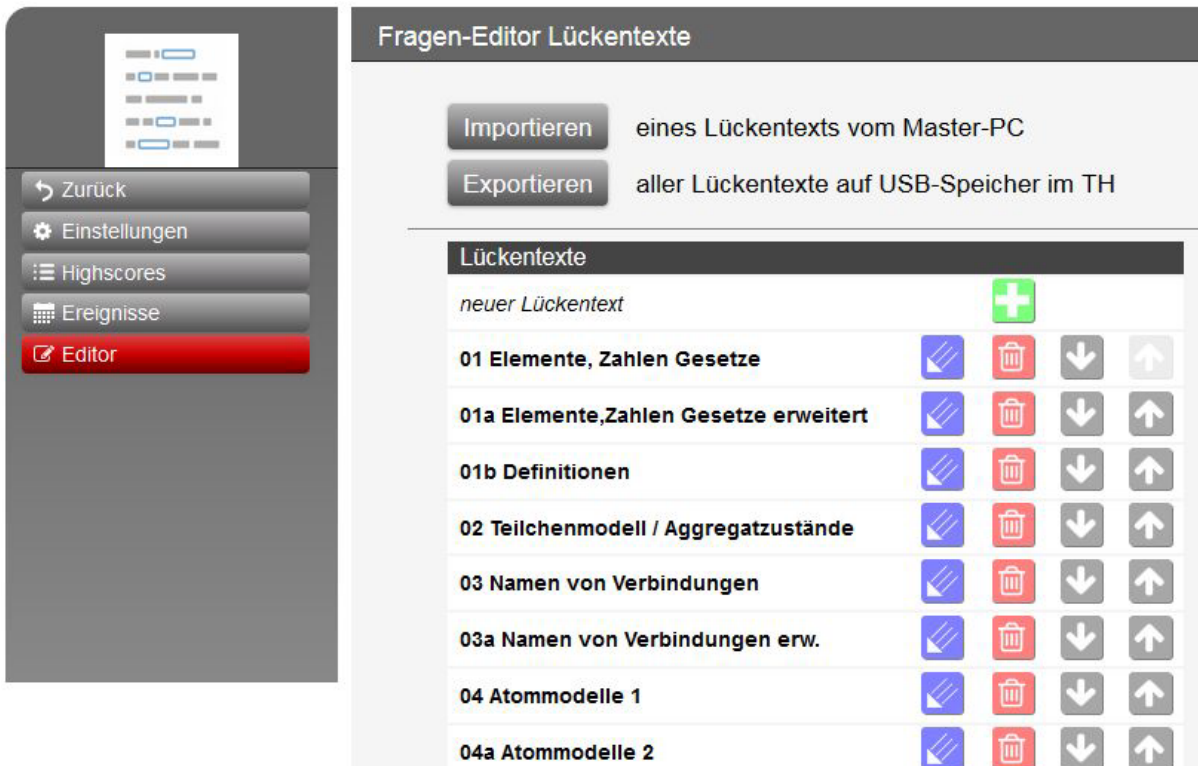 Fragen-Editor Lückentexte
Importieren eines Lückentexts vom Master-PC
Exportieren aller Lückentexte auf USB-Speicher im TH
Zurück
Einstellungen
Highscores
Ereignisse
Editor
Lückentexte
neuer Lückentext
01 Elemente, Zahlen Gesetze
01a Elemente,Zahlen Gesetze erweitert
01b Definitionen
02 Teilchenmodell / Aggregatzustände
03 Namen von Verbindungen
03a Namen von Verbindungen erw.
04 Atommodelle 1
04a Atommodelle 2